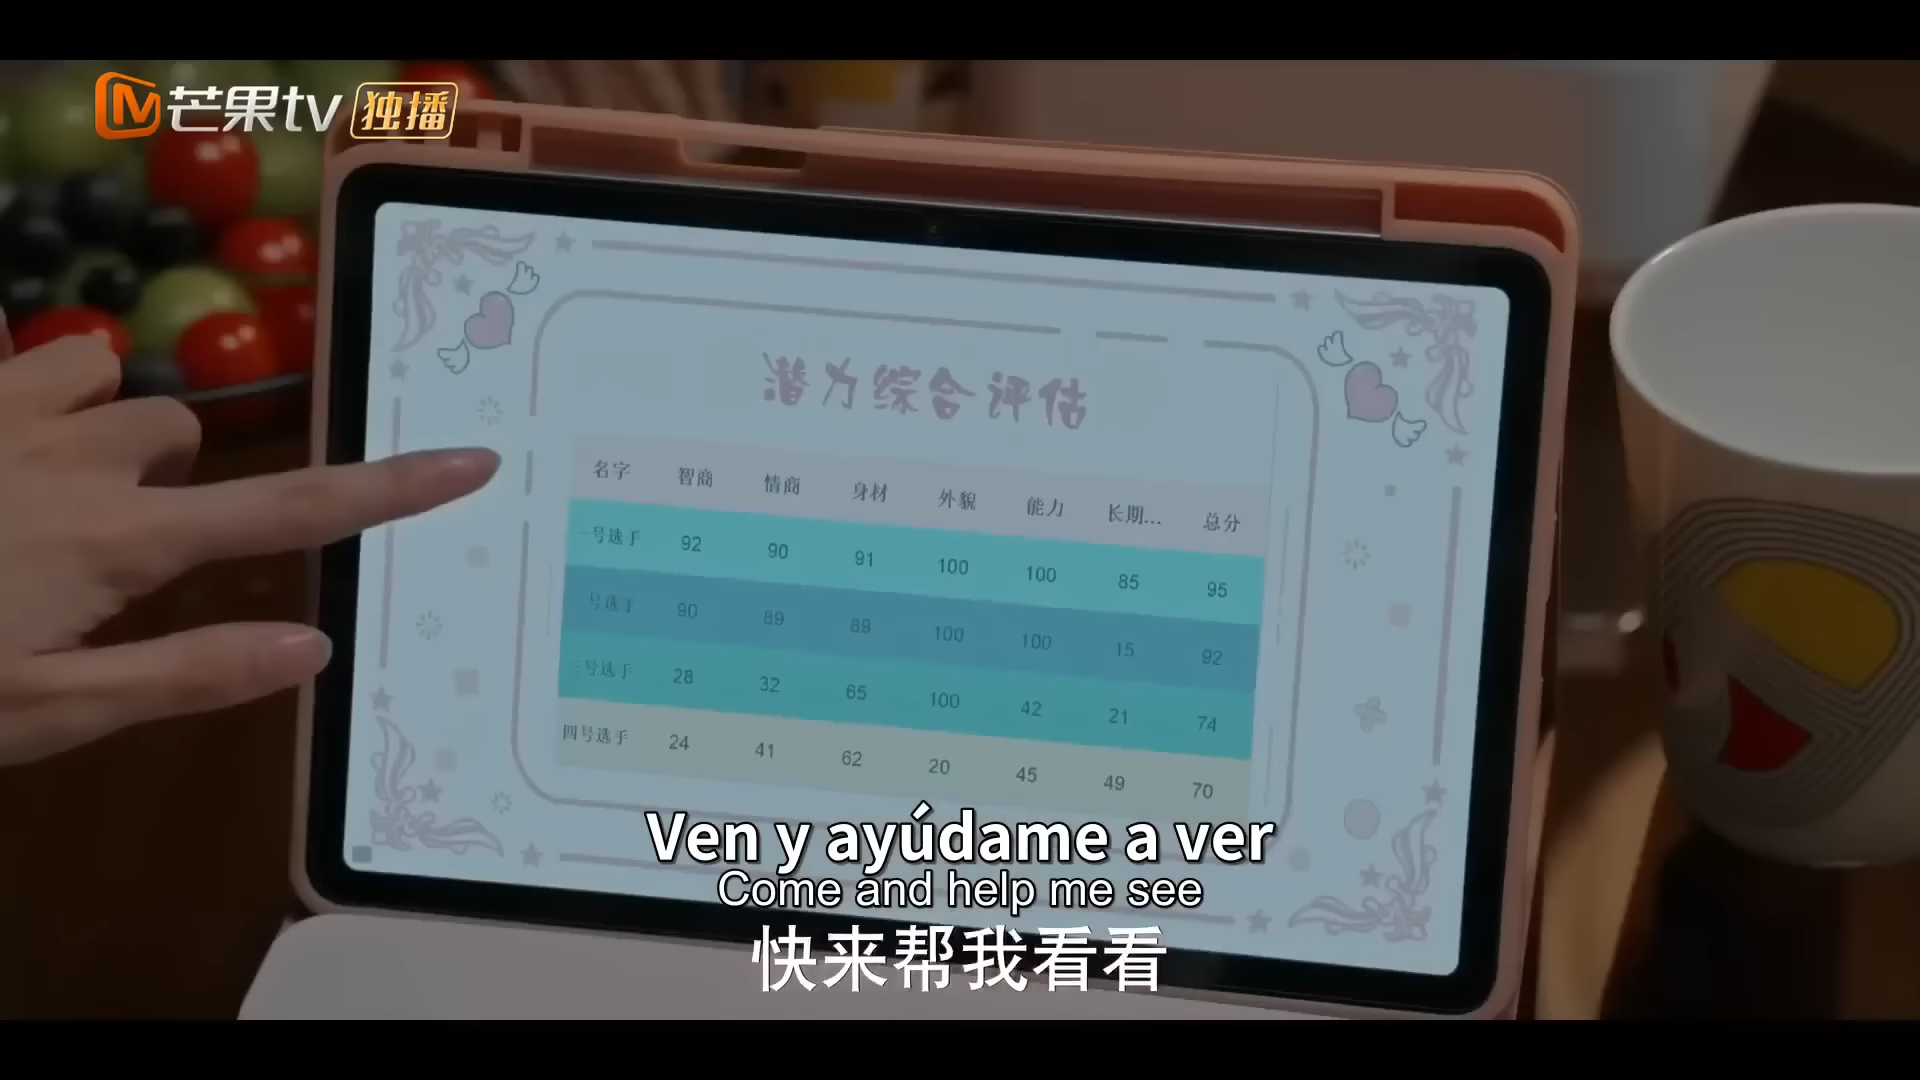 芒果tv 独播
潜力综合评估
名字 智商 情商 身材 外貌 能力 长期... 总分
一号选手 92 90 91 100 100 85 95
二号选手 90 89 89 100 100 15 92
三号选手 28 32 65 100 42 21 74
四号选手 24 41 62 20 45 49 70
Ven y ayúdame a ver
Come and help me see
快来帮我看看